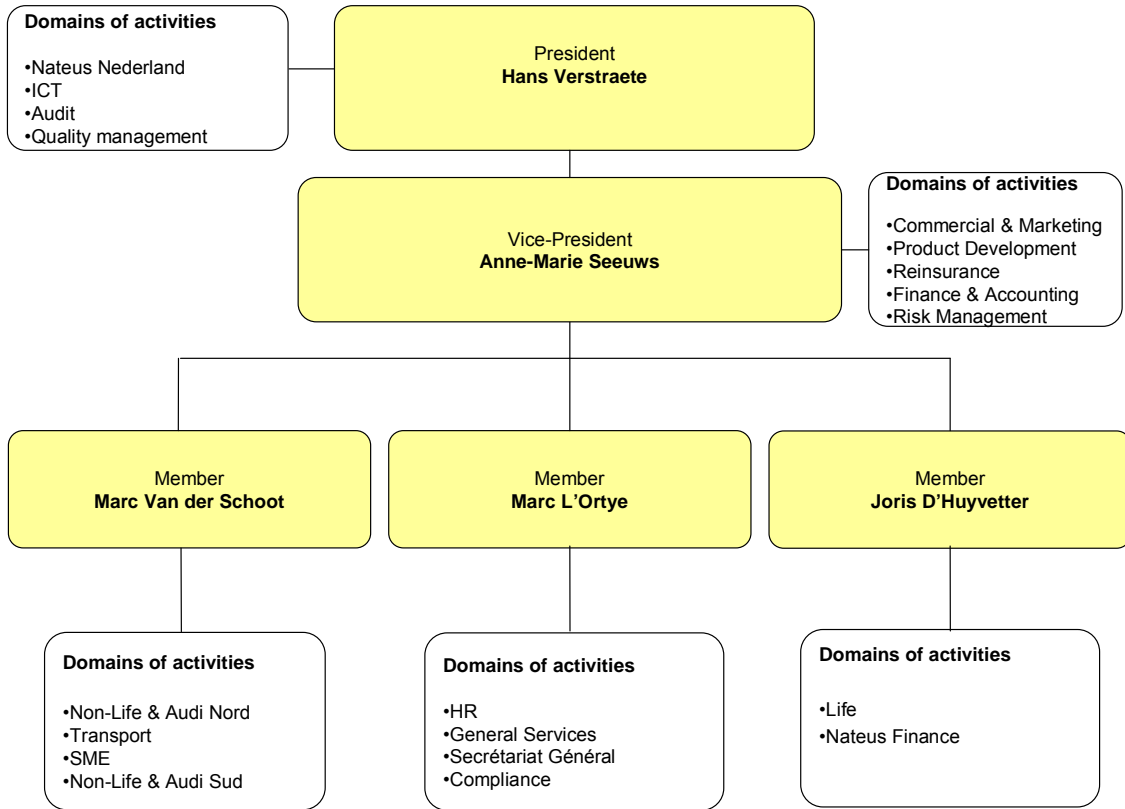 Domains of activities
•Nateus Nederland
•ICT
•Audit
•Quality management
President
Hans Verstraete
Vice-President
Anne-Marie Seeuws
Domains of activities
•Commercial & Marketing
•Product Development
•Reinsurance
•Finance & Accounting
•Risk Management
Member
Marc Van der Schoot
Member
Marc L’Ortye
Member
Joris D’Huyvetter
Domains of activities
•Non-Life & Audi Nord
•Transport
•SME
•Non-Life & Audi Sud
Domains of activities
•HR
•General Services
•Secrétariat Général
•Compliance
Domains of activities
•Life
•Nateus Finance